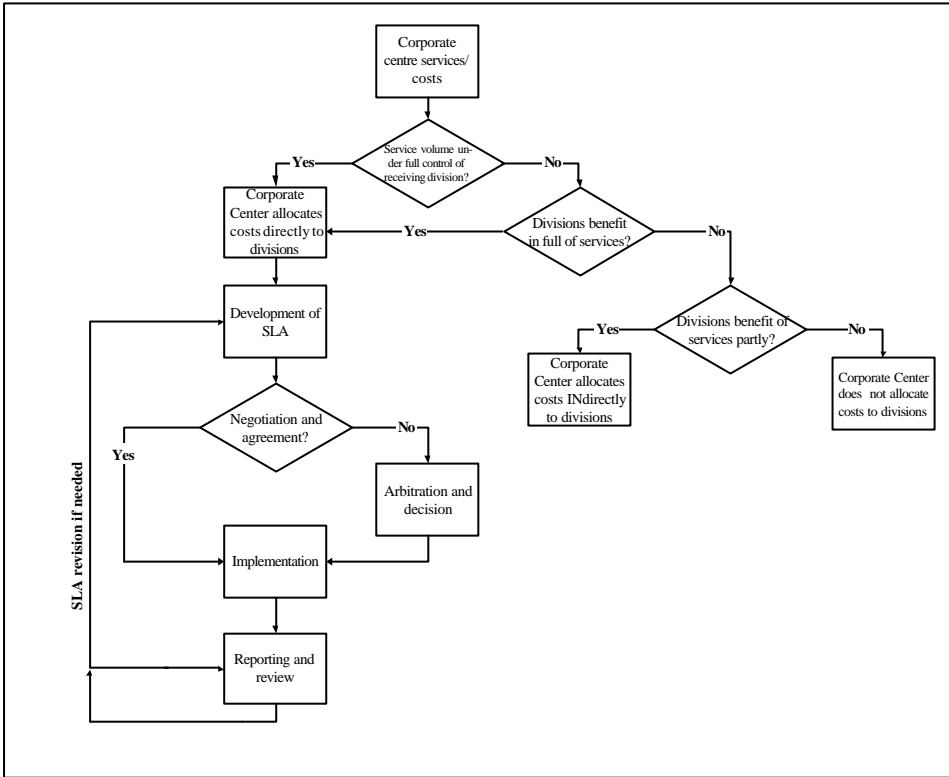 Corporate
centre services/
costs
Service volume un-
der full control of
receiving division?
Yes
No
Corporate
Center allocates
costs directly to
divisions
Yes
Divisions benefit
in full of services?
No
Development of
SLA
Yes
Divisions benefit of
services partly?
No
Corporate
Center allocates
costs INdirectly
to divisions
Corporate Center
does not allocate
costs to divisions
Negotiation and
agreement?
No
Yes
Arbitration and
decision
SLA revision if needed
Implementation
Reporting and
review